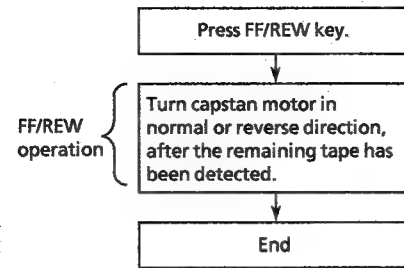 Press FF/REW key.
FF/REW
operation
Turn capstan motor in
normal or reverse direction,
after the remaining tape has
been detected.
End